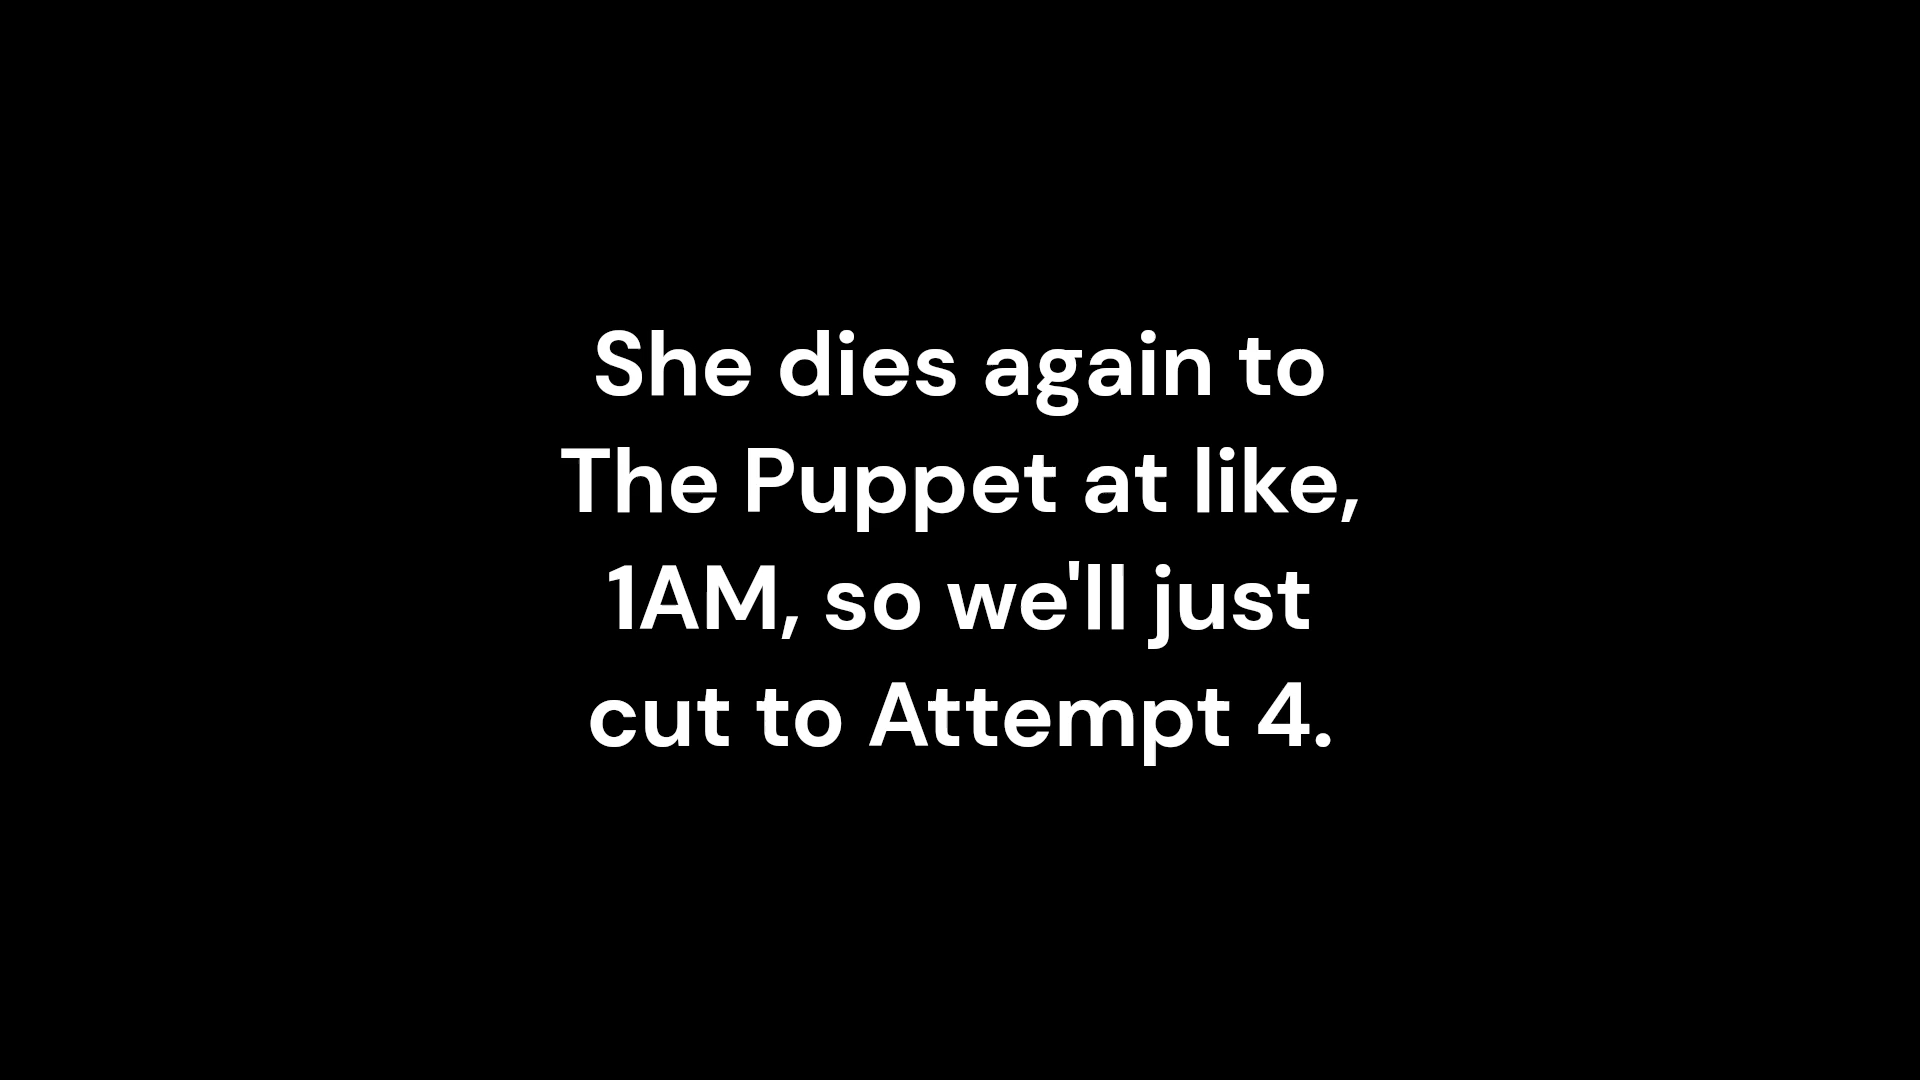 She dies again to
The Puppet at like,
1AM, so we'll just
cut to Attempt 4.